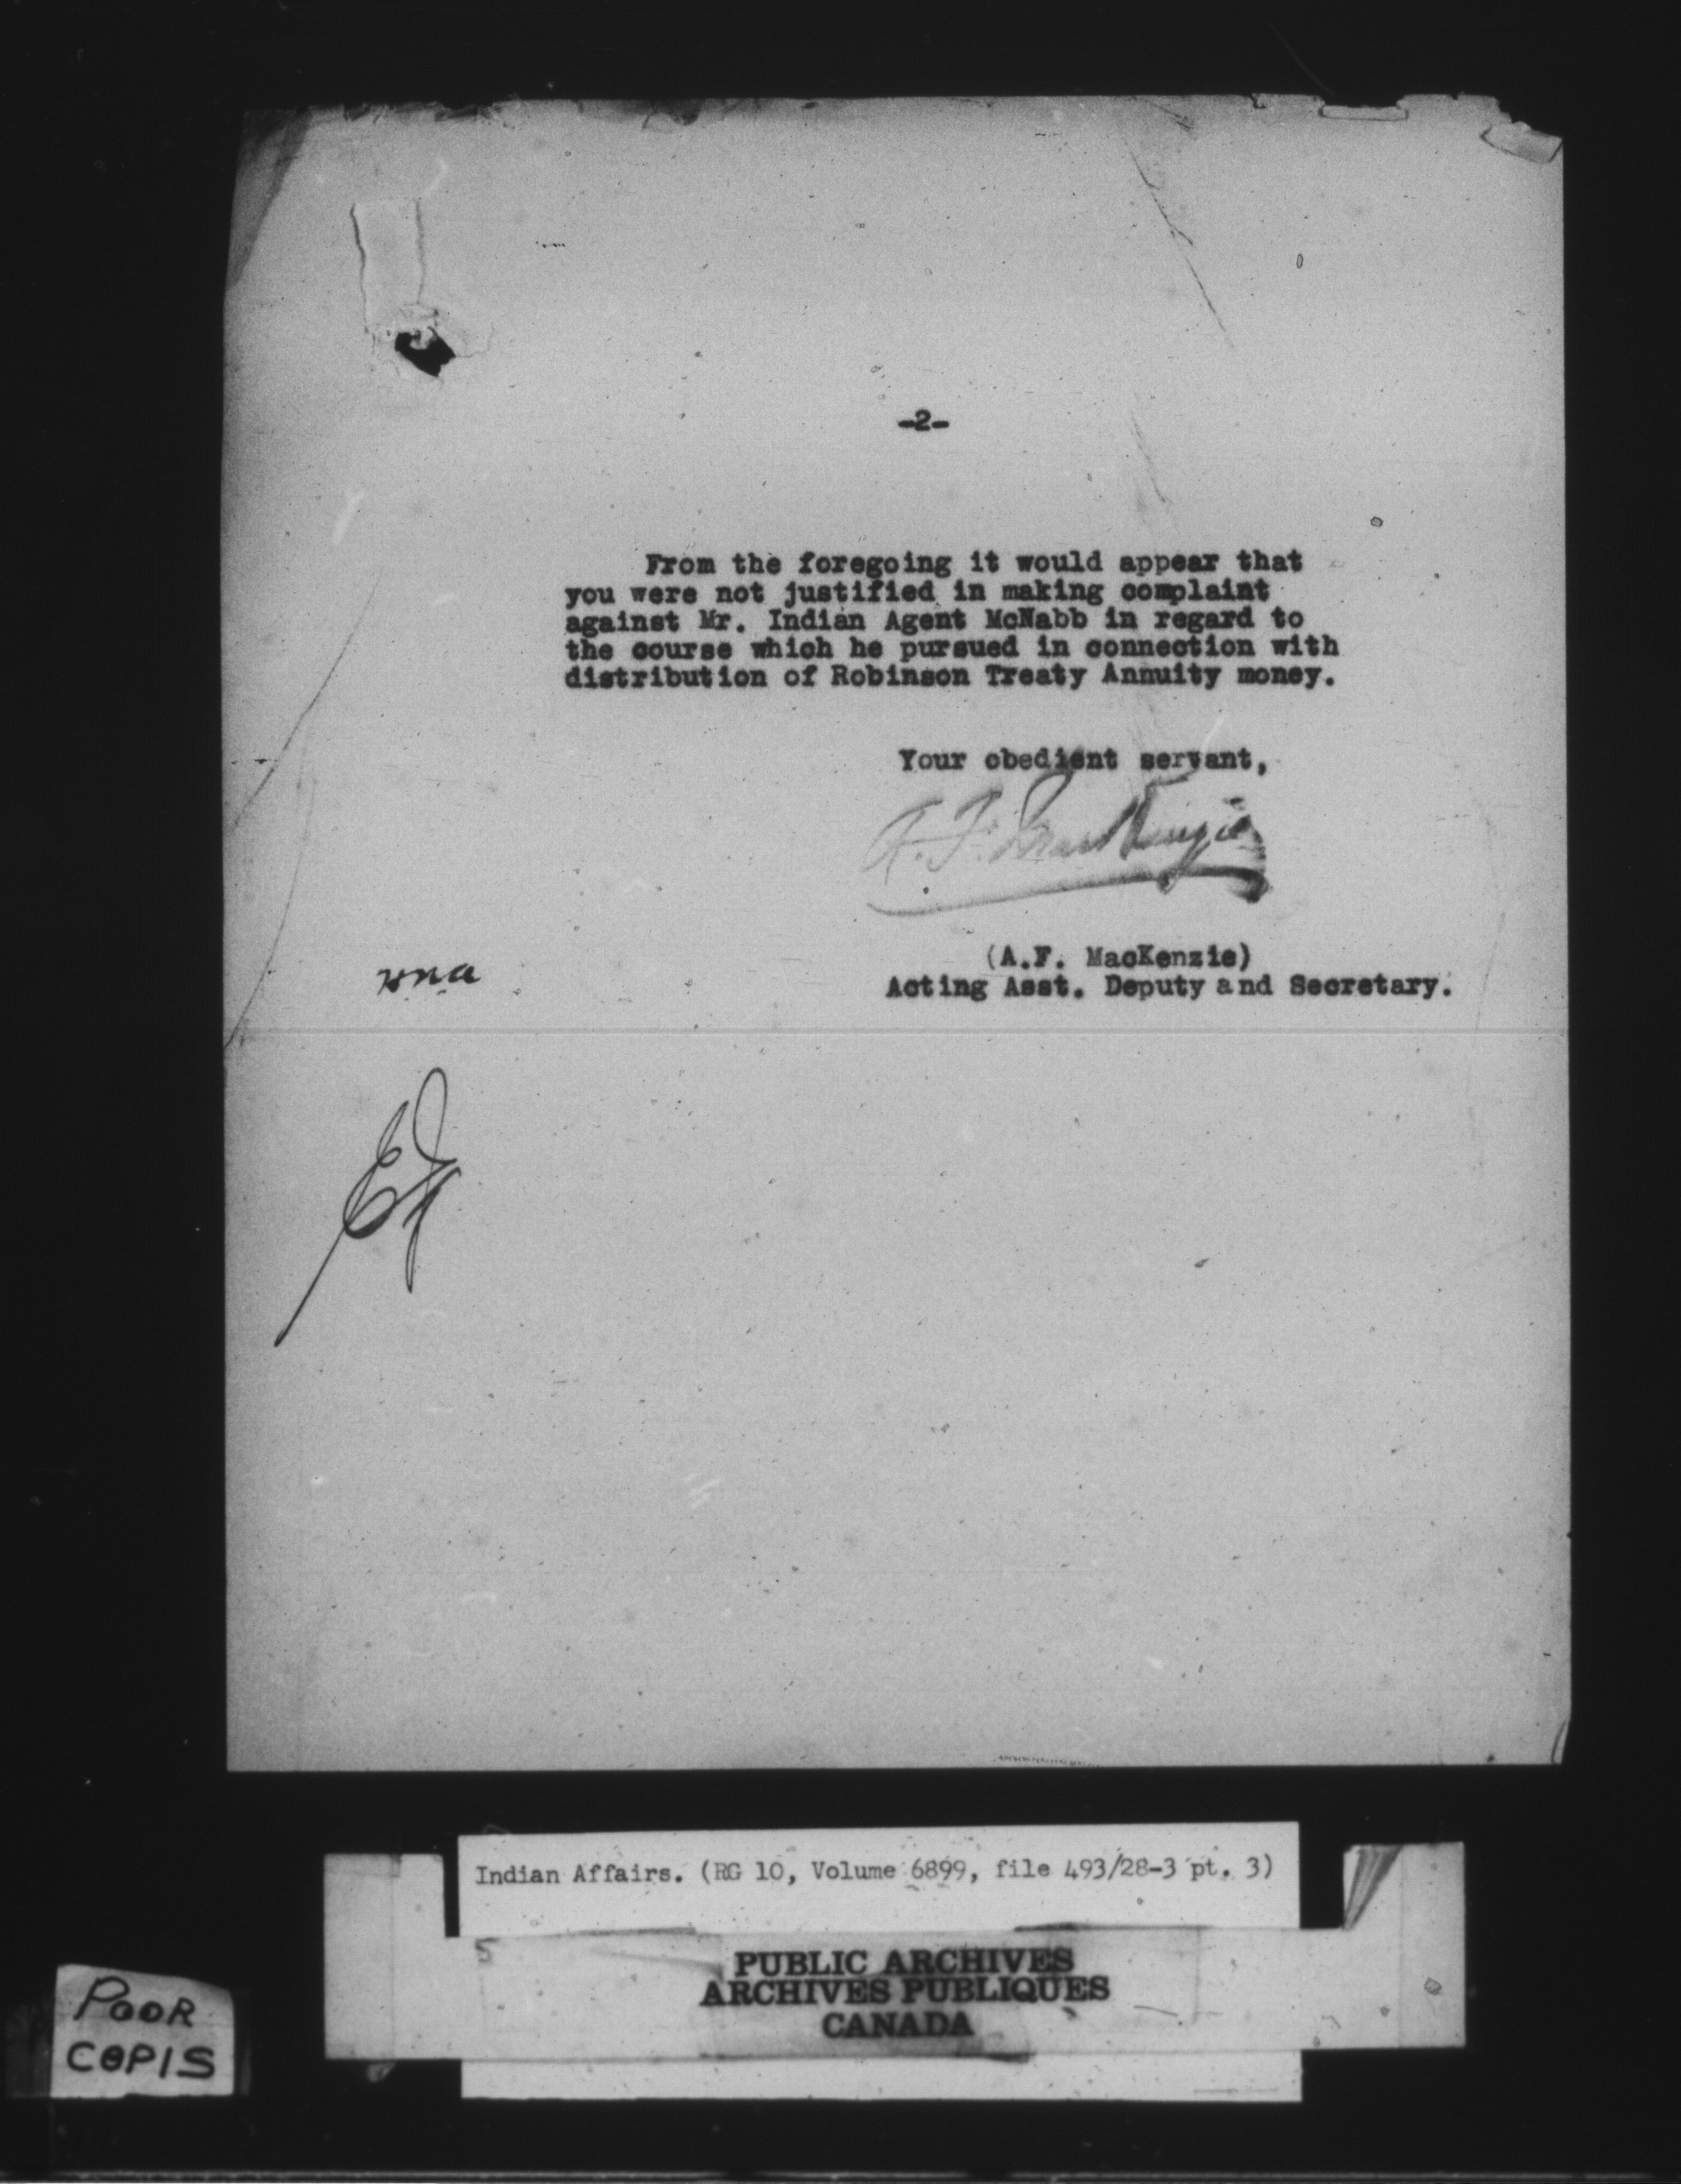 -2-
From the foregoing it would appear that
you were not justified in making complaint
against Mr. Indian Agent McNabb in regard to
the course which he pursued in connection with
distribution of Robinson Treaty Annuity money.
Your obedient servant,
A. F. MacKenzie
(A.F. MacKenzie)
Acting Asst. Deputy and Secretary.
Indian Affairs. (RG 10, Volume 6899, file 493/28-3 pt. 3)
5
PUBLIC ARCHIVES
ARCHIVES PUBLIQUES
CANADA
POOR
COPIS